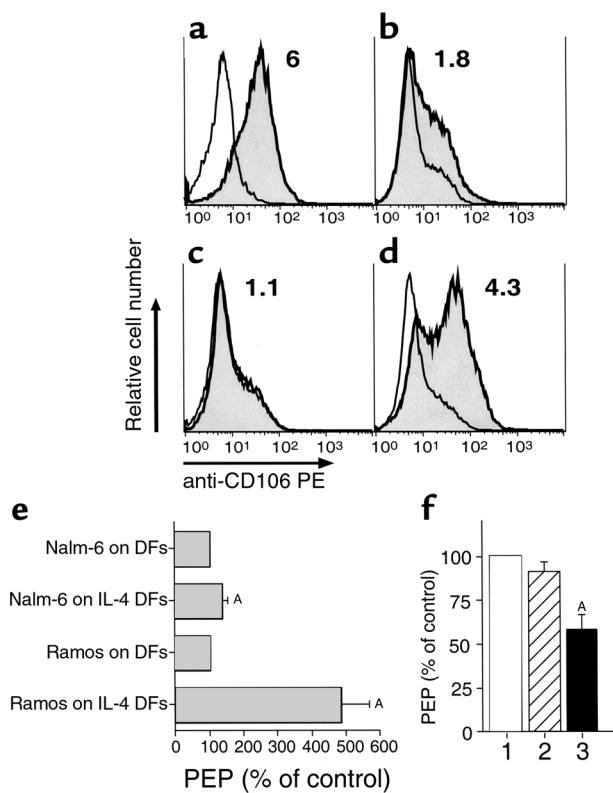 a
b
6
1.8
10⁰ 10¹ 10² 10³
10⁰ 10¹ 10² 10³
c
d
1.1
4.3
10⁰ 10¹ 10² 10³
10⁰ 10¹ 10² 10³
Relative cell number
anti-CD106 PE
e
Nalm-6 on DFs
Nalm-6 on IL-4 DFs
A
Ramos on DFs
Ramos on IL-4 DFs
A
0 100 200 300 400 500 600
PEP (% of control)
f
PEP (% of control)
100
75
50
25
0
A
1 2 3